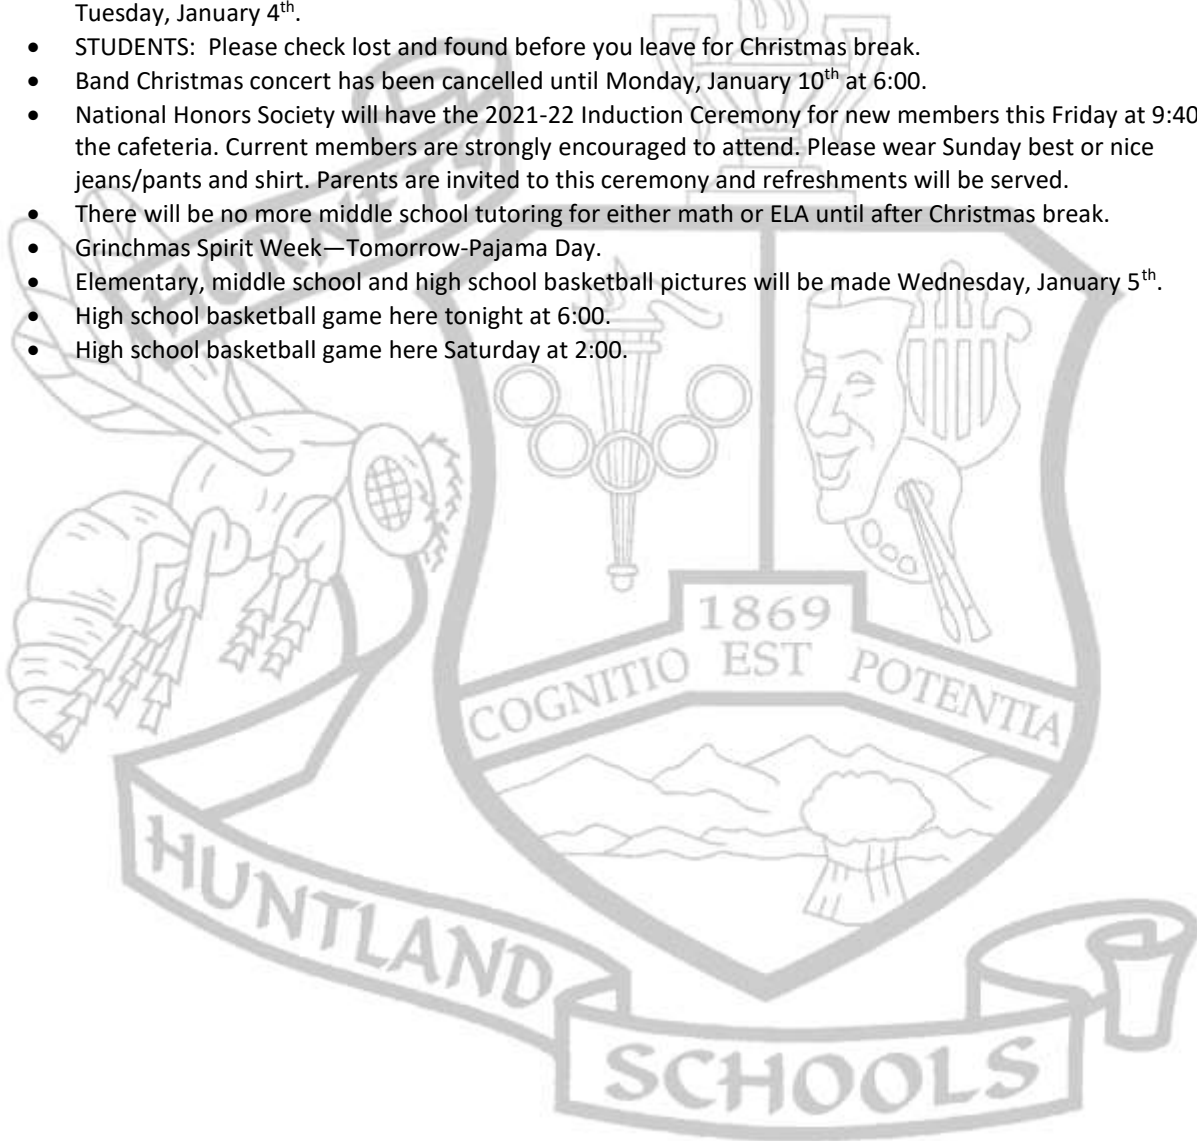 Tuesday, January 4th.
• STUDENTS: Please check lost and found before you leave for Christmas break.
• Band Christmas concert has been cancelled until Monday, January 10th at 6:00.
• National Honors Society will have the 2021-22 Induction Ceremony for new members this Friday at 9:40
the cafeteria. Current members are strongly encouraged to attend. Please wear Sunday best or nice
jeans/pants and shirt. Parents are invited to this ceremony and refreshments will be served.
• There will be no more middle school tutoring for either math or ELA until after Christmas break.
• Grinchmas Spirit Week—Tomorrow-Pajama Day.
• Elementary, middle school and high school basketball pictures will be made Wednesday, January 5th.
• High school basketball game here tonight at 6:00.
• High school basketball game here Saturday at 2:00.
HORNETS
1869
COGNITIO EST POTENTIA
HUNTLAND
SCHOOLS